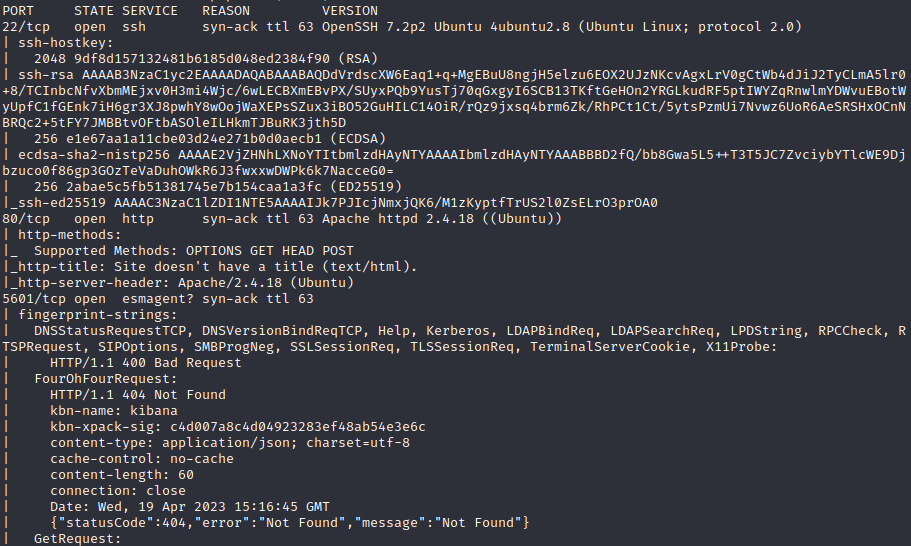 PORT     STATE SERVICE   REASON         VERSION
22/tcp   open  ssh       syn-ack ttl 63 OpenSSH 7.2p2 Ubuntu 4ubuntu2.8 (Ubuntu Linux; protocol 2.0)
| ssh-hostkey:
|   2048 9df8d157132481b6185d048ed2384f90 (RSA)
| ssh-rsa AAAAB3NzaC1yc2EAAAADAQABAAABAQDdVrdscXW6Eaq1+q+MgEBuU8ngjH5elzu6EOX2UJzNKcvAgxLrV0gCtWb4dJiJ2TyCLmA5lr0
+8/TCInbcNfvXbmMEjxv0H3mi4Wjc/6wLECBXmEBvPX/SUyxPQb9YusTj70qGxgyI6SCB13TKftGeHOn2YRGLkudRF5ptIWYZqRnwlmYDWvuEBotW
yUpfC1fGEnk7iH6gr3XJ8pwhY8wOojWaXEPsSZux3iBO52GuHILC14OiR/rQz9jxsq4brm6Zk/RhPCt1Ct/5ytsPzmUi7Nvwz6UoR6AeSRSHxOCnN
BRQc2+5tFY7JMBBtvOFtbASOleILHkmTJBuRK3jth5D
|   256 e1e67aa1a11cbe03d24e271b0d0aecb1 (ECDSA)
| ecdsa-sha2-nistp256 AAAAE2VjZHNhLXNoYTItbmlzdHAyNTYAAAAIbmlzdHAyNTYAAABBBD2fQ/bb8Gwa5L5++T3T5JC7ZvciybYTlcWE9Dj
bzuco0f86gp3GOzTeVaDuhOWkR6J3fwxxwDWPk6k7NacceG0=
|   256 2abae5c5fb51381745e7b154caa1a3fc (ED25519)
|_ssh-ed25519 AAAAC3NzaC1lZDI1NTE5AAAAIJk7PJIcjNmxjQK6/M1zKyptfTrUS2l0ZsELrO3prOA0
80/tcp   open  http      syn-ack ttl 63 Apache httpd 2.4.18 ((Ubuntu))
| http-methods:
|_  Supported Methods: OPTIONS GET HEAD POST
|_http-title: Site doesn't have a title (text/html).
|_http-server-header: Apache/2.4.18 (Ubuntu)
5601/tcp open  esmagent? syn-ack ttl 63
| fingerprint-strings:
|   DNSStatusRequestTCP, DNSVersionBindReqTCP, Help, Kerberos, LDAPBindReq, LDAPSearchReq, LPDString, RPCCheck, R
TSPRequest, SIPOptions, SMBProgNeg, SSLSessionReq, TLSSessionReq, TerminalServerCookie, X11Probe:
|     HTTP/1.1 400 Bad Request
|   FourOhFourRequest:
|     HTTP/1.1 404 Not Found
|     kbn-name: kibana
|     kbn-xpack-sig: c4d007a8c4d04923283ef48ab54e3e6c
|     content-type: application/json; charset=utf-8
|     cache-control: no-cache
|     content-length: 60
|     connection: close
|     Date: Wed, 19 Apr 2023 15:16:45 GMT
|     {"statusCode":404,"error":"Not Found","message":"Not Found"}
|   GetRequest: